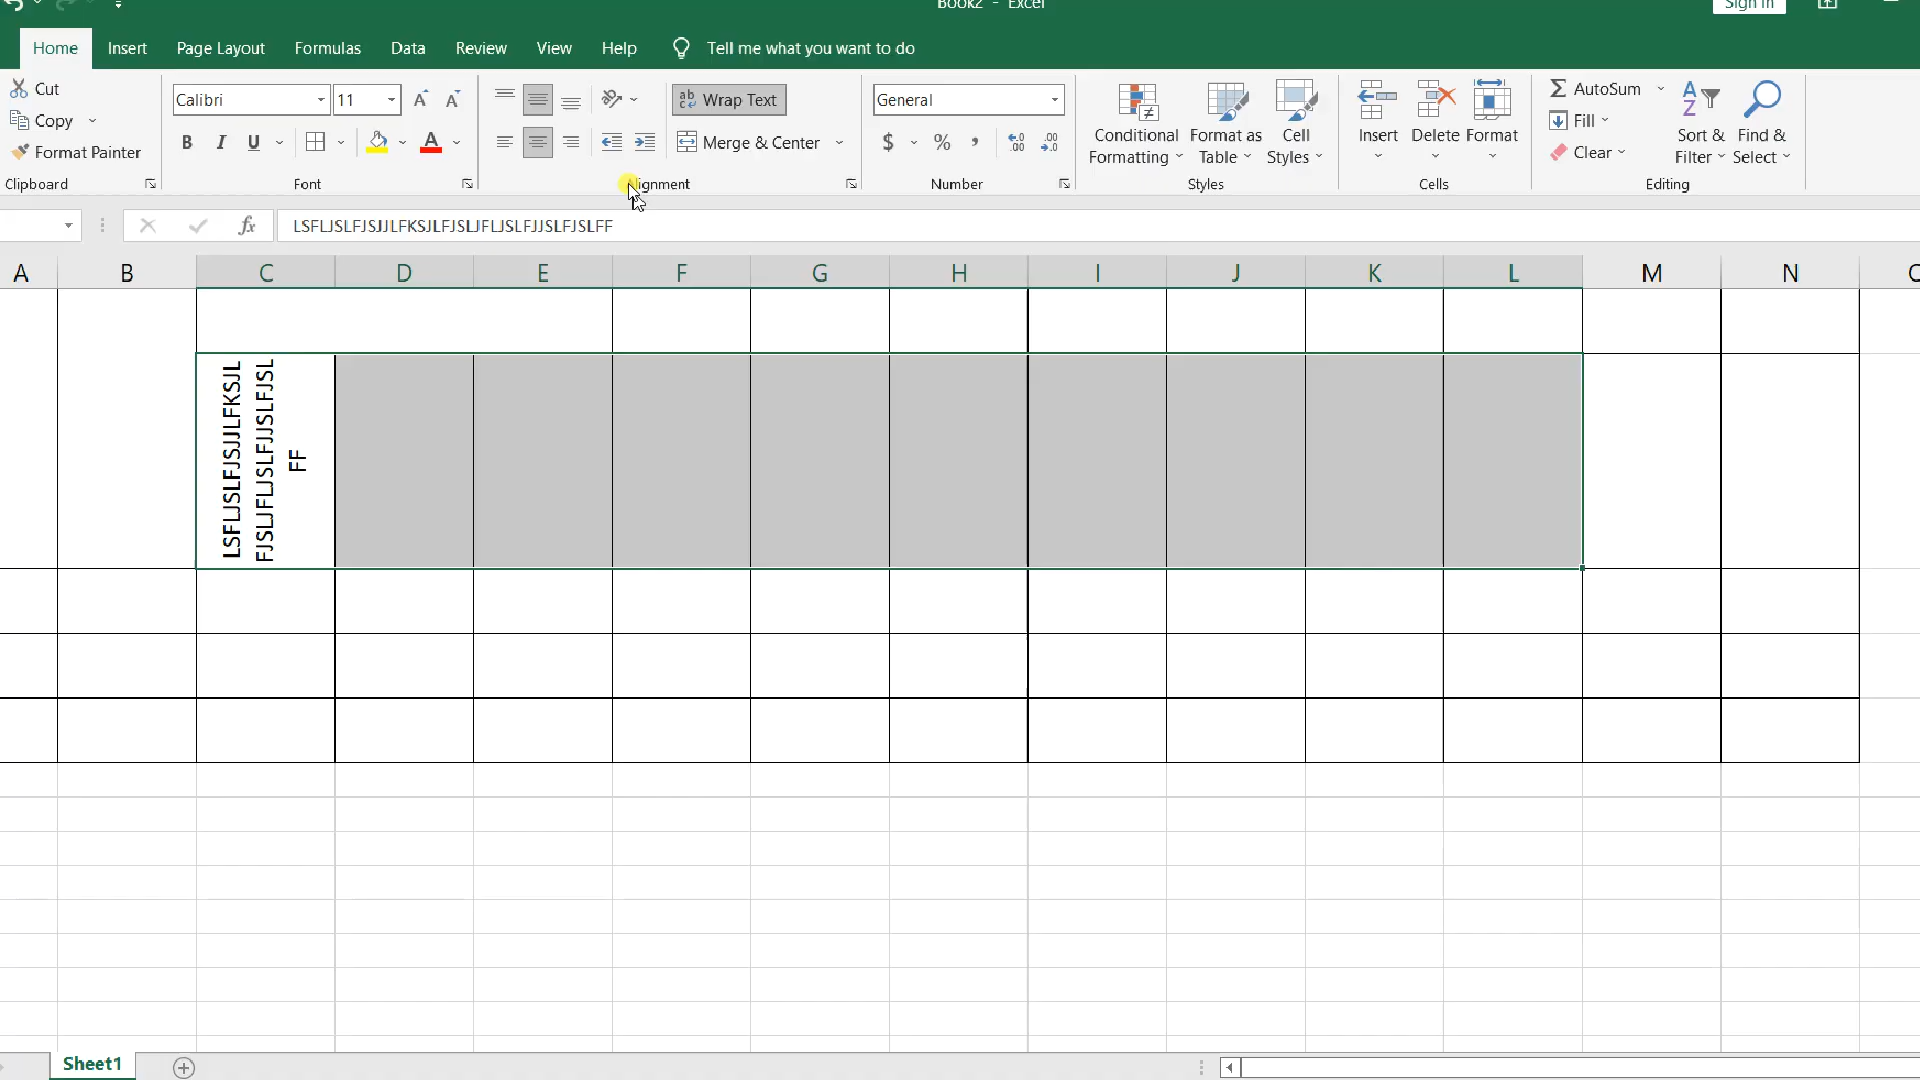 Book2 - Excel
Sign in
Home Insert Page Layout Formulas Data Review View Help Tell me what you want to do
Cut
Copy
Format Painter
Clipboard
Calibri 11
B I U A
Font
Wrap Text
Merge & Center
Alignment
General
$ % ,
Number
Conditional Formatting
Format as Table
Cell Styles
Styles
Insert
Delete
Format
Cells
AutoSum
Fill
Clear
Sort & Filter
Find & Select
Editing
fx LSFLJSLFJSJJLFKSJLFJSLJFLJSLFJJSLFJSLFF
A B C D E F G H I J K L M N
LSFLJSLFJSJJLFKSJL
FJSLJFLJSLFJJSLFJSL
FF
Sheet1